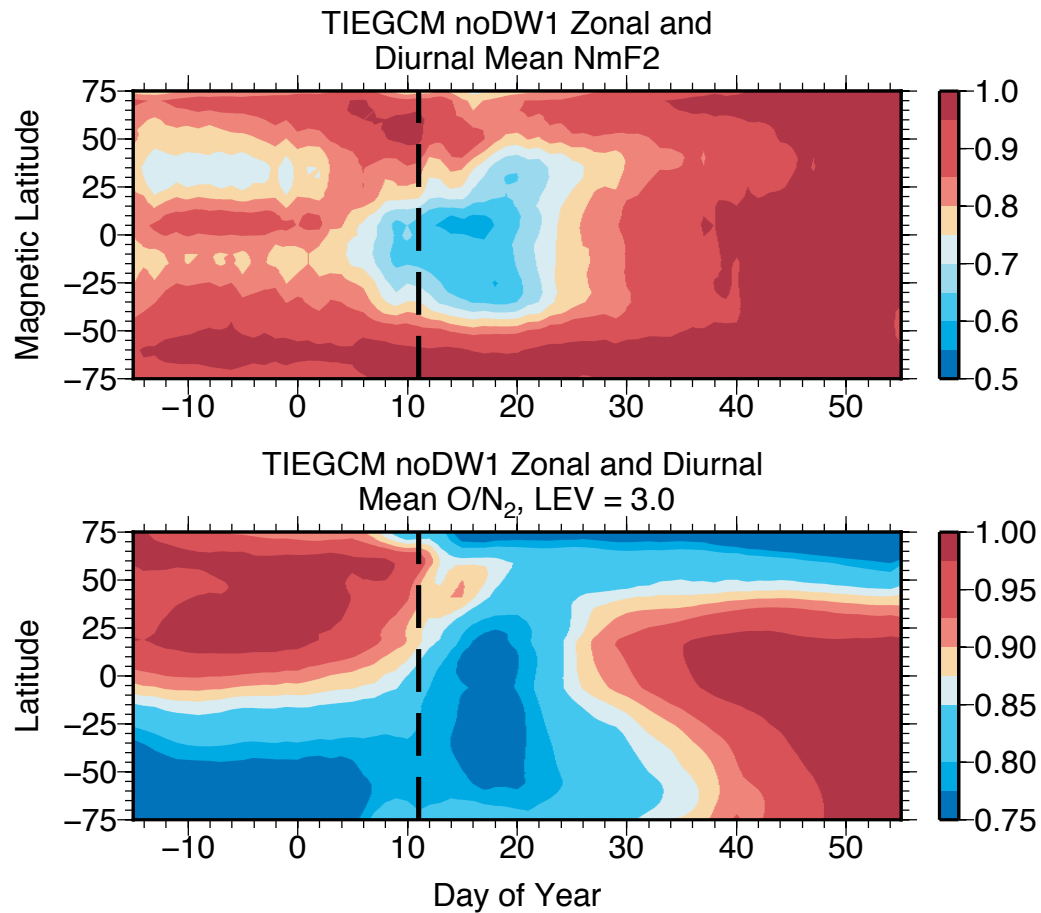 TIEGCM noDW1 Zonal and
Diurnal Mean NmF2
75
50
25
0
−25
−50
−75
Magnetic Latitude
−10 0 10 20 30 40 50
1.0
0.9
0.8
0.7
0.6
0.5
TIEGCM noDW1 Zonal and Diurnal
Mean O/N₂, LEV = 3.0
75
50
25
0
−25
−50
−75
Latitude
−10 0 10 20 30 40 50
1.00
0.95
0.90
0.85
0.80
0.75
Day of Year